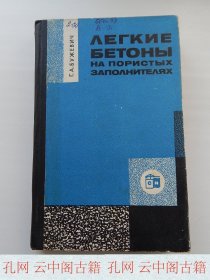 Г. А. БУЖЕВИЧ
ЛЕГКИЕ
БЕТОНЫ
НА ПОРИСТЫХ
ЗАПОЛНИТЕЛЯХ
孔网 云中阁古籍 孔网 云中阁古籍